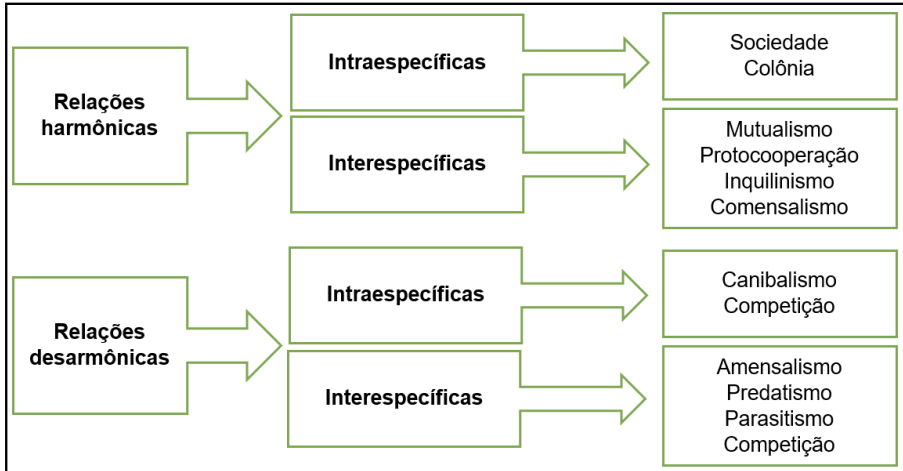 Relações
harmônicas
Intraespecíficas
Sociedade
Colônia
Interespecíficas
Mutualismo
Protocooperação
Inquilinismo
Comensalismo
Relações
desarmônicas
Intraespecíficas
Canibalismo
Competição
Interespecíficas
Amensalismo
Predatismo
Parasitismo
Competição